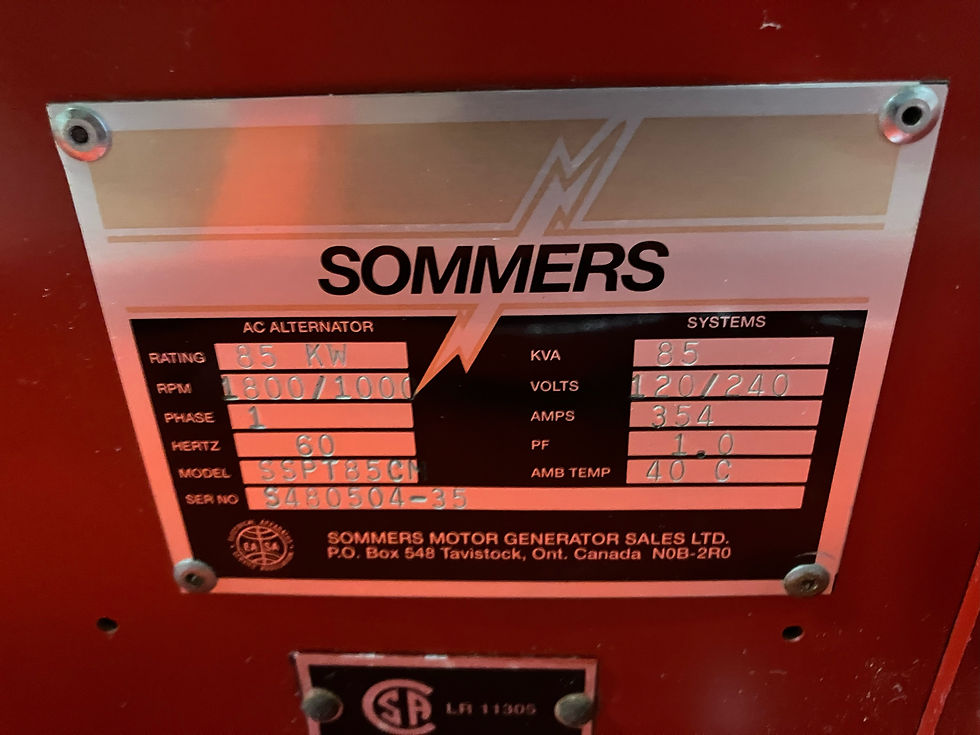 SOMMERS
AC ALTERNATOR SYSTEMS
RATING 85 KW KVA 85
RPM 1800/1000 VOLTS 120/240
PHASE 1 AMPS 354
HERTZ 60 PF 1.0
MODEL SSPT85CM AMB TEMP 40 C
SER NO S480504-35
EASA
SOMMERS MOTOR GENERATOR SALES LTD.
P.O. Box 548 Tavistock, Ont. Canada N0B-2R0
CSA LR 11305